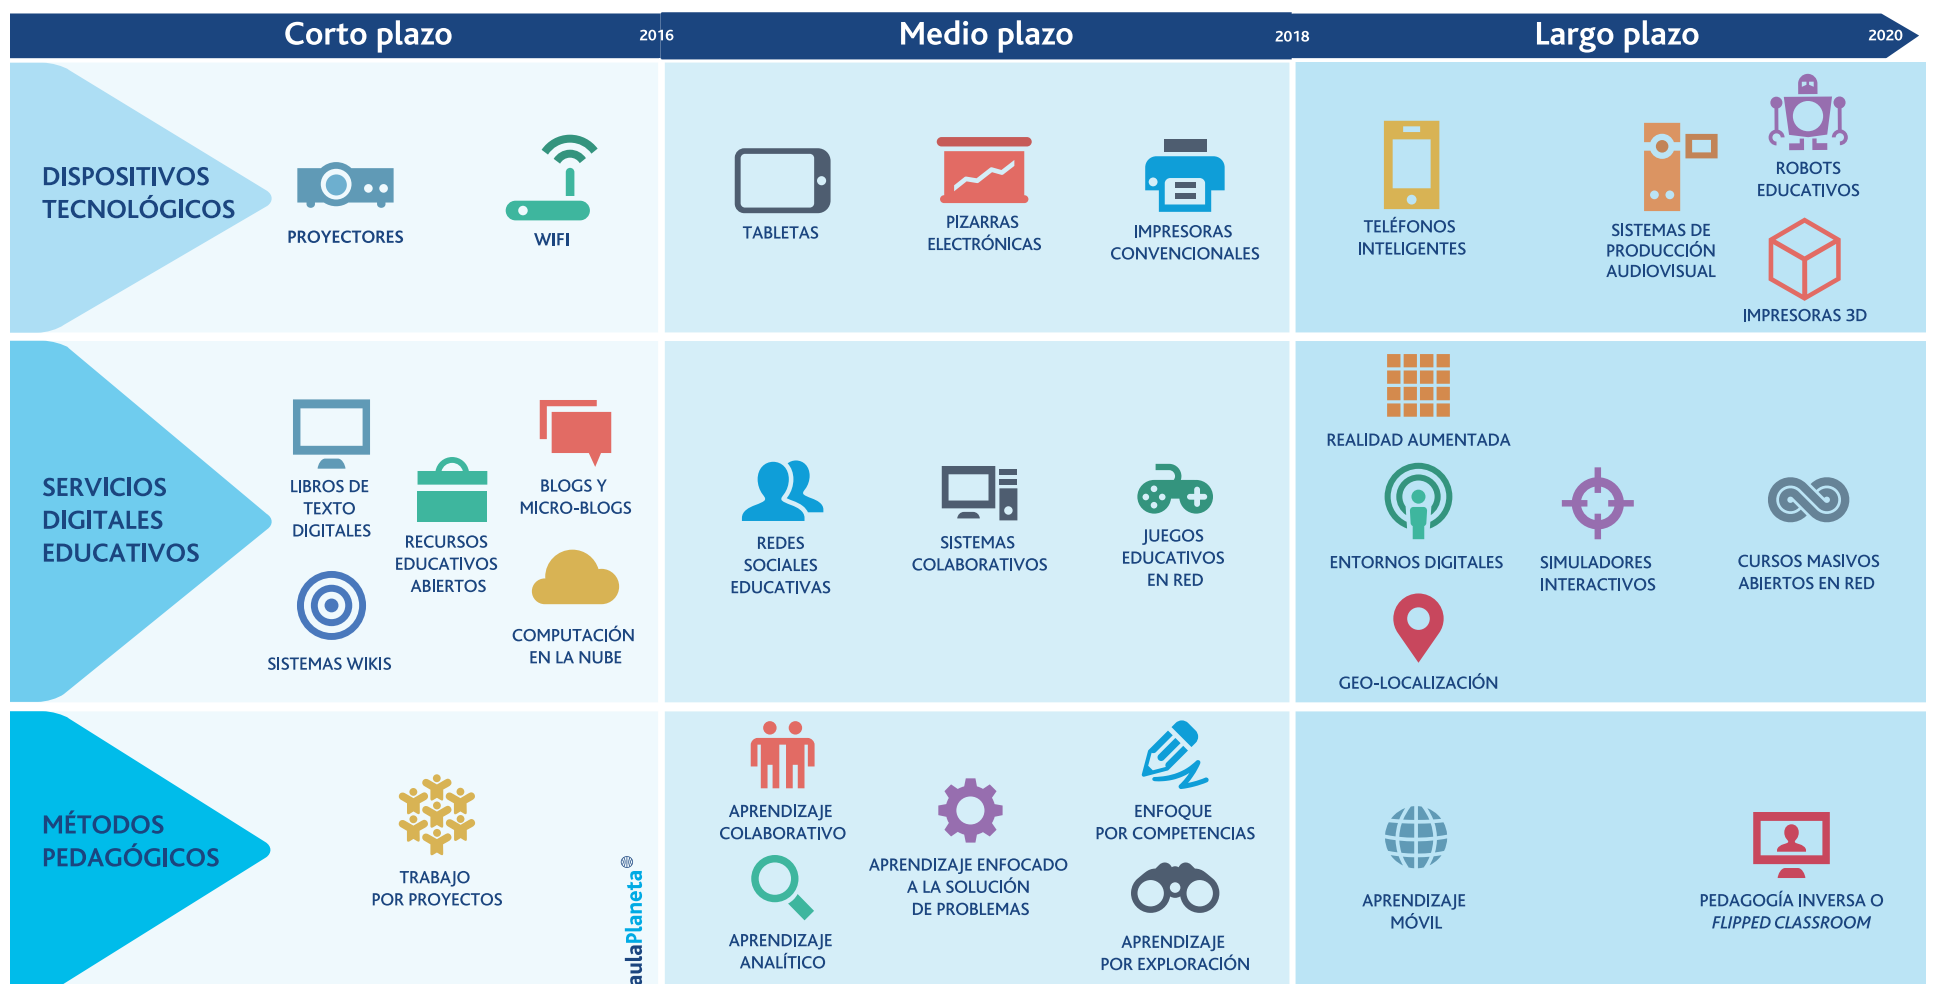 Corto plazo
2016
Medio plazo
2018
Largo plazo
2020
DISPOSITIVOS
TECNOLÓGICOS
PROYECTORES
WIFI
TABLETAS
PIZARRAS
ELECTRÓNICAS
IMPRESORAS
CONVENCIONALES
TELÉFONOS
INTELIGENTES
SISTEMAS DE
PRODUCCIÓN
AUDIOVISUAL
ROBOTS
EDUCATIVOS
IMPRESORAS 3D
SERVICIOS
DIGITALES
EDUCATIVOS
LIBROS DE
TEXTO
DIGITALES
RECURSOS
EDUCATIVOS
ABIERTOS
BLOGS Y
MICRO-BLOGS
SISTEMAS WIKIS
COMPUTACIÓN
EN LA NUBE
REDES
SOCIALES
EDUCATIVAS
SISTEMAS
COLABORATIVOS
JUEGOS
EDUCATIVOS
EN RED
REALIDAD AUMENTADA
ENTORNOS DIGITALES
SIMULADORES
INTERACTIVOS
CURSOS MASIVOS
ABIERTOS EN RED
GEO-LOCALIZACIÓN
MÉTODOS
PEDAGÓGICOS
TRABAJO
POR PROYECTOS
aulaPlaneta
APRENDIZAJE
COLABORATIVO
APRENDIZAJE ENFOCADO
A LA SOLUCIÓN
DE PROBLEMAS
ENFOQUE
POR COMPETENCIAS
APRENDIZAJE
ANALÍTICO
APRENDIZAJE
POR EXPLORACIÓN
APRENDIZAJE
MÓVIL
PEDAGOGÍA INVERSA O
FLIPPED CLASSROOM